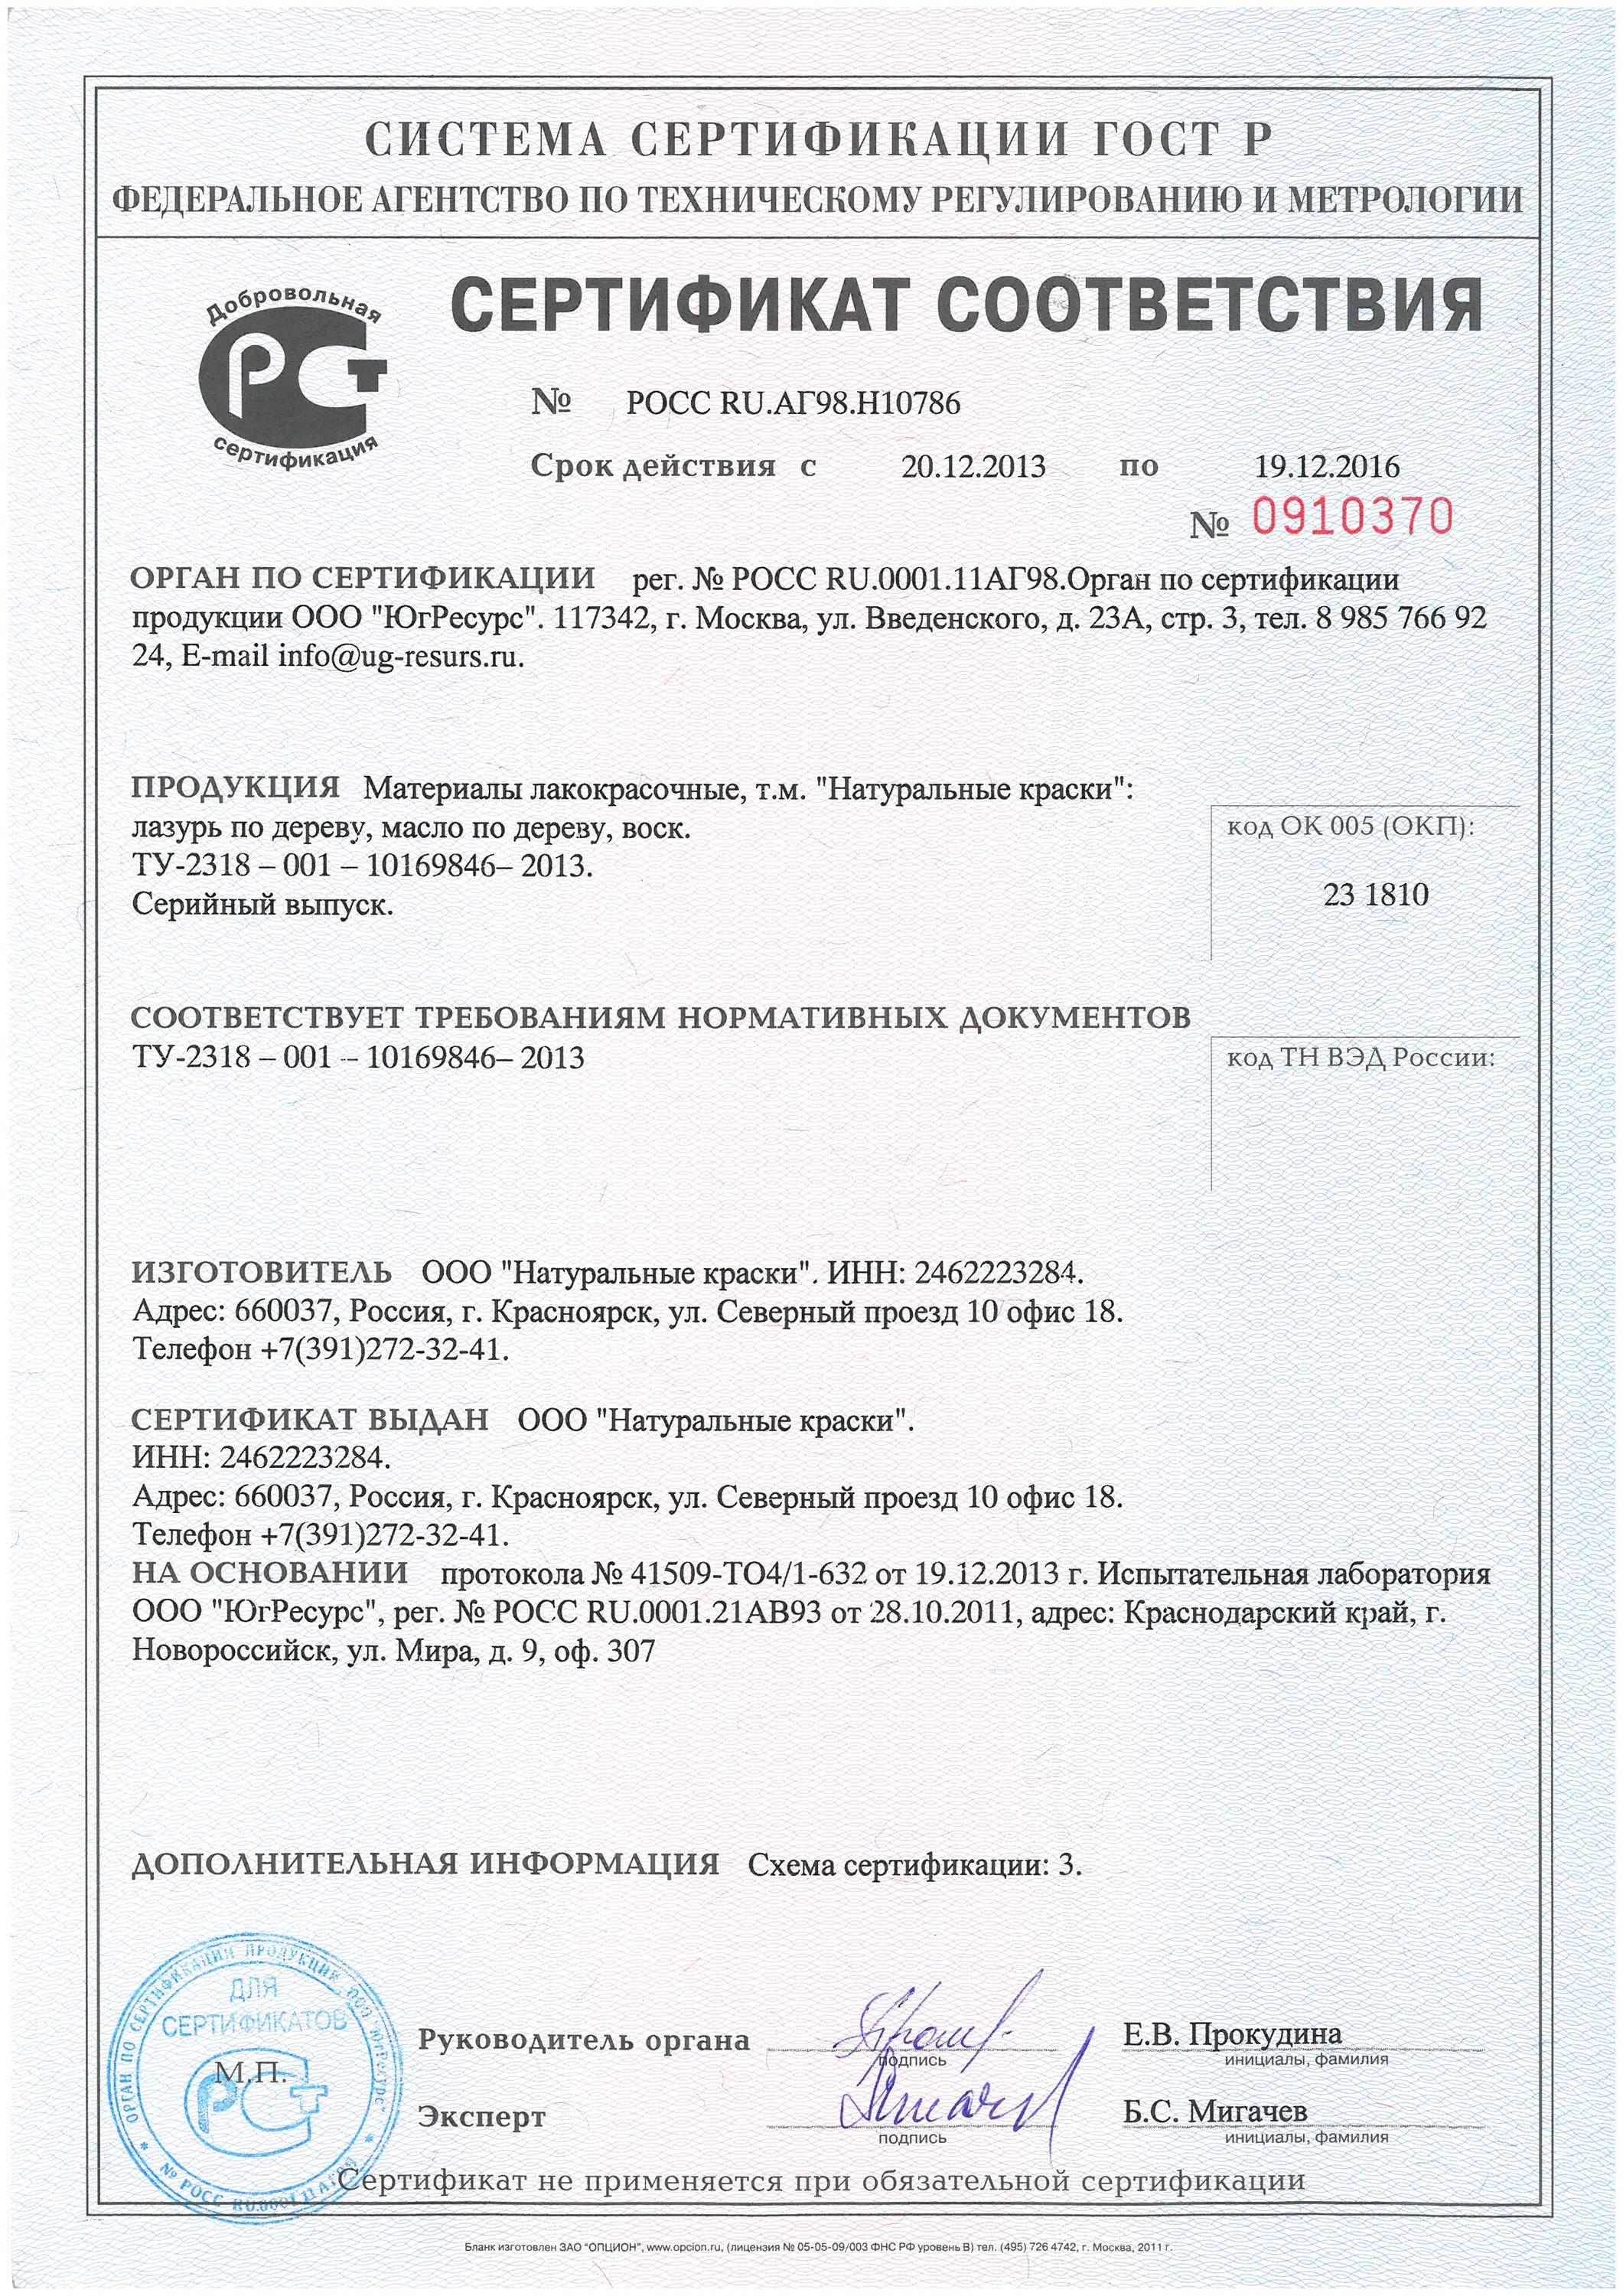 СИСТЕМА СЕРТИФИКАЦИИ ГОСТ Р
ФЕДЕРАЛЬНОЕ АГЕНТСТВО ПО ТЕХНИЧЕСКОМУ РЕГУЛИРОВАНИЮ И МЕТРОЛОГИИ
Добровольная
РСТ
сертификация
СЕРТИФИКАТ СООТВЕТСТВИЯ
№ РОСС RU.АГ98.Н10786
Срок действия с 20.12.2013 по 19.12.2016
№ 0910370
ОРГАН ПО СЕРТИФИКАЦИИ рег. № РОСС RU.0001.11АГ98.Орган по сертификации
продукции ООО "ЮгРесурс". 117342, г. Москва, ул. Введенского, д. 23А, стр. 3, тел. 8 985 766 92
24, E-mail info@ug-resurs.ru.
ПРОДУКЦИЯ Материалы лакокрасочные, т.м. "Натуральные краски":
лазурь по дереву, масло по дереву, воск.
ТУ-2318 – 001 – 10169846– 2013.
Серийный выпуск.
код ОК 005 (ОКП):
23 1810
СООТВЕТСТВУЕТ ТРЕБОВАНИЯМ НОРМАТИВНЫХ ДОКУМЕНТОВ
ТУ-2318 – 001 – 10169846– 2013
код ТН ВЭД России:
ИЗГОТОВИТЕЛЬ ООО "Натуральные краски". ИНН: 2462223284.
Адрес: 660037, Россия, г. Красноярск, ул. Северный проезд 10 офис 18.
Телефон +7(391)272-32-41.
СЕРТИФИКАТ ВЫДАН ООО "Натуральные краски".
ИНН: 2462223284.
Адрес: 660037, Россия, г. Красноярск, ул. Северный проезд 10 офис 18.
Телефон +7(391)272-32-41.
НА ОСНОВАНИИ протокола № 41509-ТО4/1-632 от 19.12.2013 г. Испытательная лаборатория
ООО "ЮгРесурс", рег. № РОСС RU.0001.21АВ93 от 28.10.2011, адрес: Краснодарский край, г.
Новороссийск, ул. Мира, д. 9, оф. 307
ДОПОЛНИТЕЛЬНАЯ ИНФОРМАЦИЯ Схема сертификации: 3.
ОРГАН ПО СЕРТИФИКАЦИИ ПРОДУКЦИИ ООО "ЮгРесурс"
ДЛЯ
СЕРТИФИКАТОВ
М.П.
РСТ
№ РОСС RU.0001.11АГ98
Руководитель органа
подпись
Е.В. Прокудина
инициалы, фамилия
Эксперт
подпись
Б.С. Мигачев
инициалы, фамилия
Сертификат не применяется при обязательной сертификации
Бланк изготовлен ЗАО "ОПЦИОН", www.opcion.ru, (лицензия № 05-05-09/003 ФНС РФ уровень В) тел. (495) 726 4742, г. Москва, 2011 г.